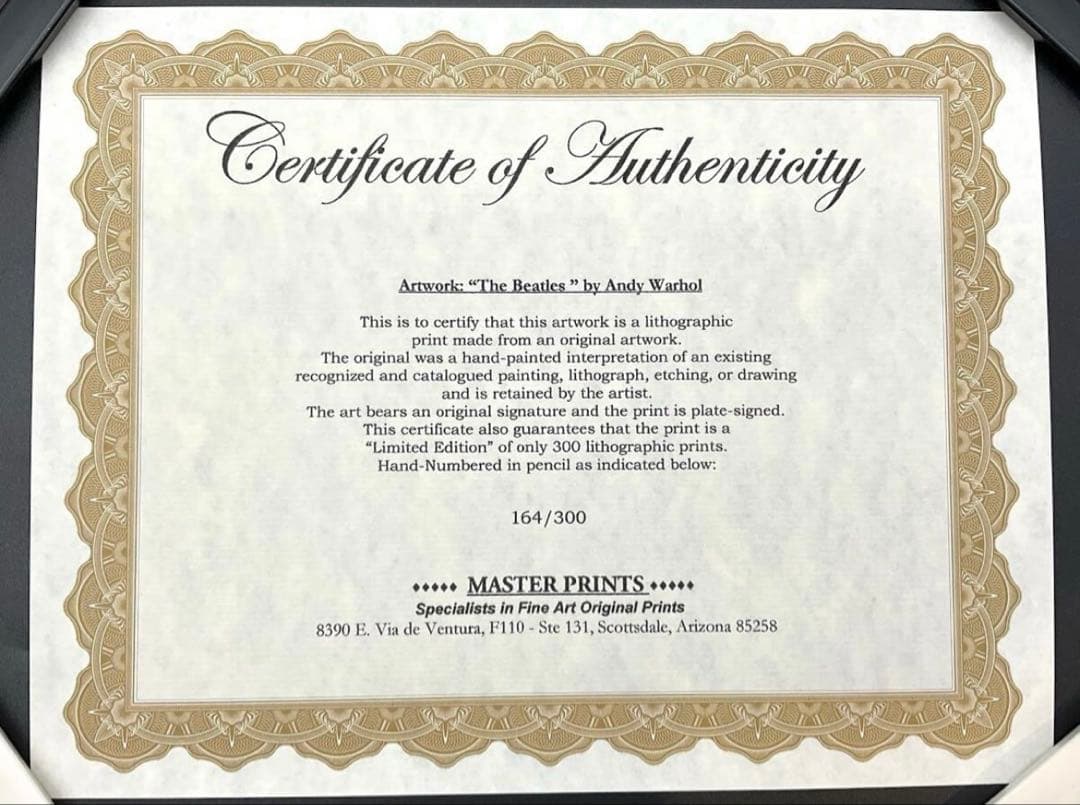 Certificate of Authenticity
Artwork: “The Beatles ” by Andy Warhol
This is to certify that this artwork is a lithographic
print made from an original artwork.
The original was a hand-painted interpretation of an existing
recognized and catalogued painting, lithograph, etching, or drawing
and is retained by the artist.
The art bears an original signature and the print is plate-signed.
This certificate also guarantees that the print is a
“Limited Edition” of only 300 lithographic prints.
Hand-Numbered in pencil as indicated below:
164/300
♦♦♦♦♦ MASTER PRINTS ♦♦♦♦♦
Specialists in Fine Art Original Prints
8390 E. Via de Ventura, F110 - Ste 131, Scottsdale, Arizona 85258